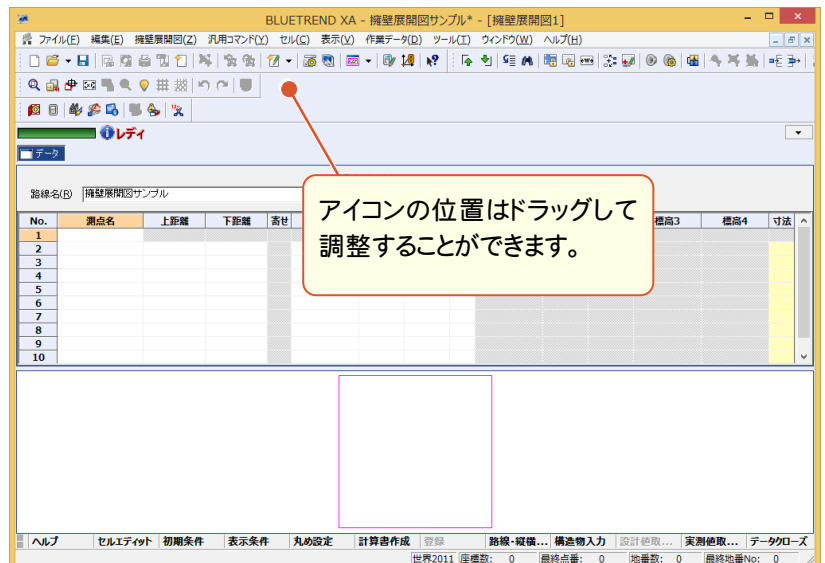 BLUETREND XA - 擁壁展開図サンプル* - [擁壁展開図1]
ファイル(F) 編集(E) 擁壁展開図(Z) 汎用コマンド(Y) セル(C) 表示(V) 作業データ(D) ツール(T) ウィンドウ(W) ヘルプ(H)
レディ
データ
路線名(R) 擁壁展開図サンプル
アイコンの位置はドラッグして
調整することができます。
No. 測点名 上距離 下距離 寄せ 標高3 標高4 寸法
1
2
3
4
5
6
7
8
9
10
ヘルプ セルエディット 初期条件 表示条件 丸め設定 計算書作成 登録 路線・縦横... 構造物入力 設計値取... 実測値取... データクローズ
世界2011 座標数: 0 最終点番: 0 地番数: 0 最終地番No: 0